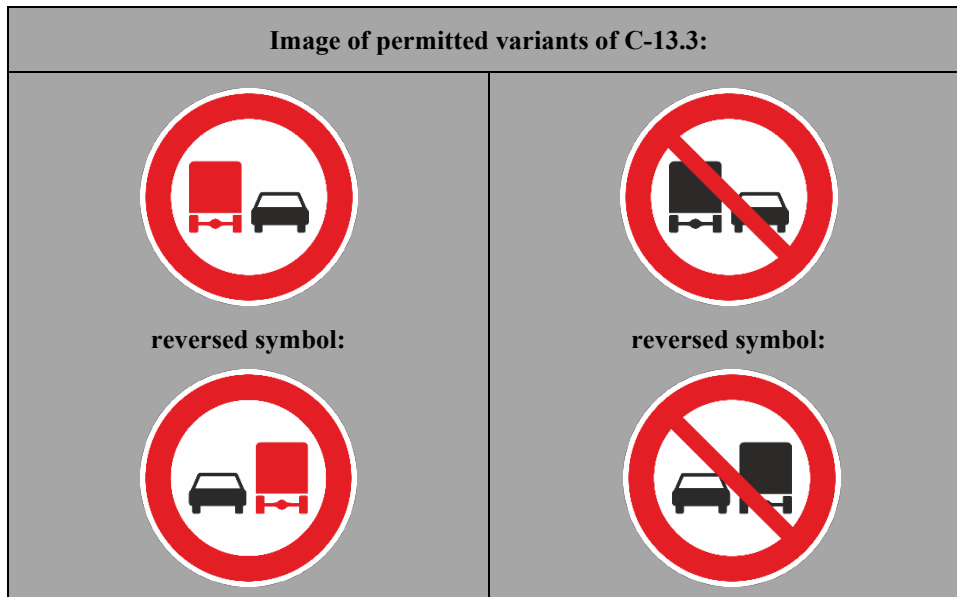 Image of permitted variants of C-13.3:
reversed symbol:
reversed symbol: